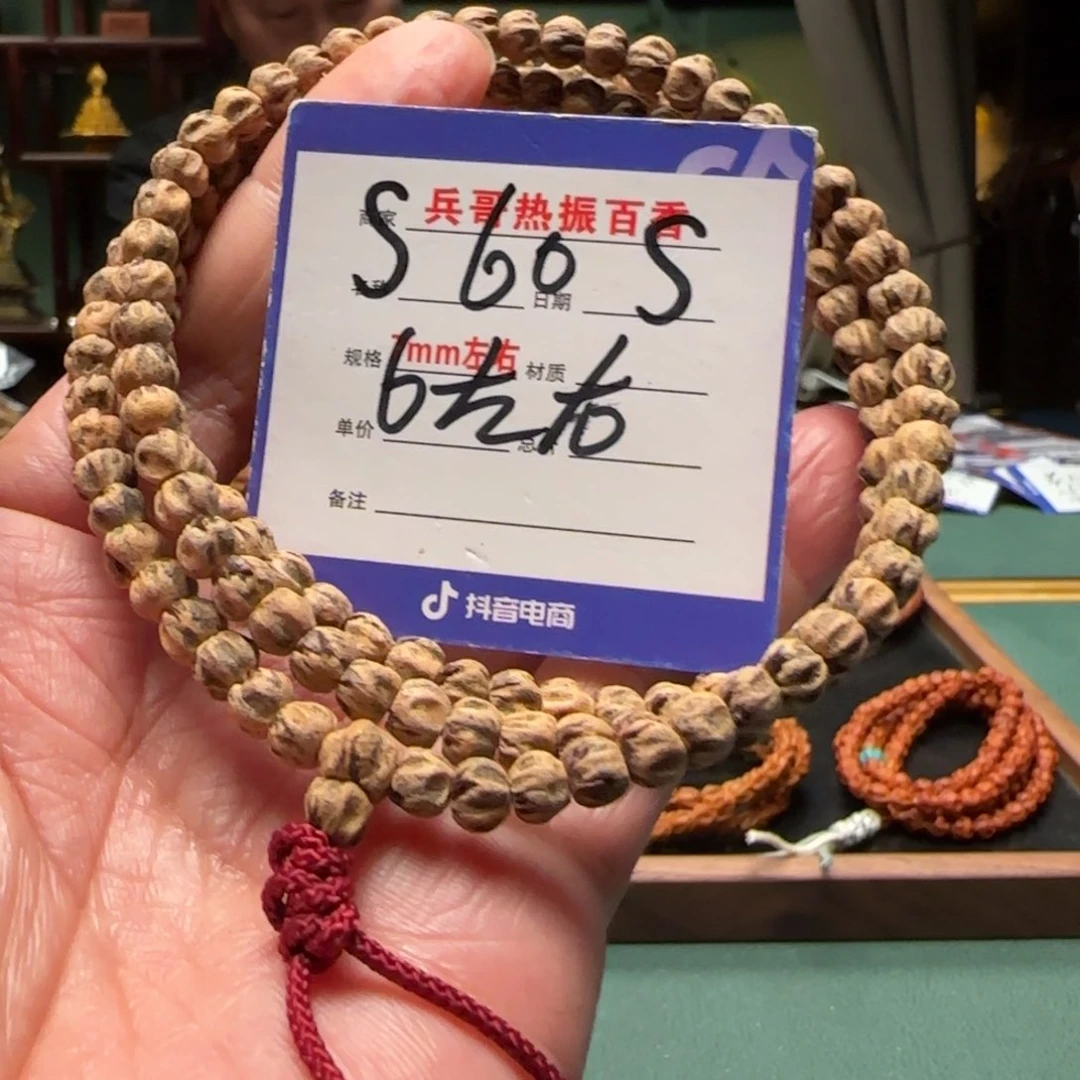 商家 兵哥热振百香
S 60 S
日期
规格 7mm左右 材质
6左右
单价
备注
抖音电商